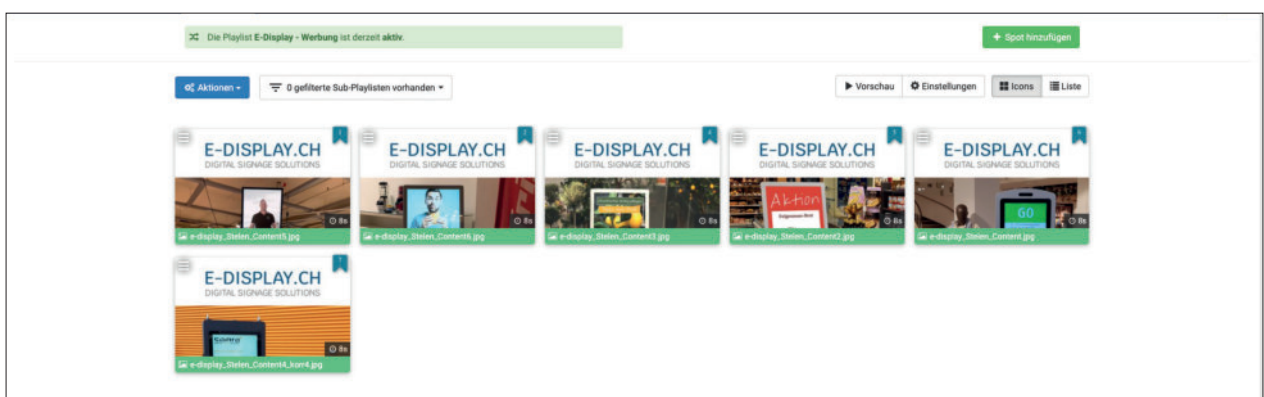 Die Playlist E-Display - Werbung ist derzeit aktiv.
+ Spot hinzufügen
Aktionen
0 gefilterte Sub-Playlisten vorhanden
Vorschau
Einstellungen
Icons
Liste
1
E-DISPLAY.CH
DIGITAL SIGNAGE SOLUTIONS
8s
e-display_Stelen_Content5.jpg
E-DISPLAY.CH
DIGITAL SIGNAGE SOLUTIONS
8s
e-display_Stelen_Content6.jpg
E-DISPLAY.CH
DIGITAL SIGNAGE SOLUTIONS
8s
e-display_Stelen_Content3.jpg
E-DISPLAY.CH
DIGITAL SIGNAGE SOLUTIONS
Aktion
8s
e-display_Stelen_Content2.jpg
E-DISPLAY.CH
DIGITAL SIGNAGE SOLUTIONS
GO
8s
e-display_Stelen_Content.jpg
E-DISPLAY.CH
DIGITAL SIGNAGE SOLUTIONS
8s
e-display_Stelen_Content4_korr4.jpg